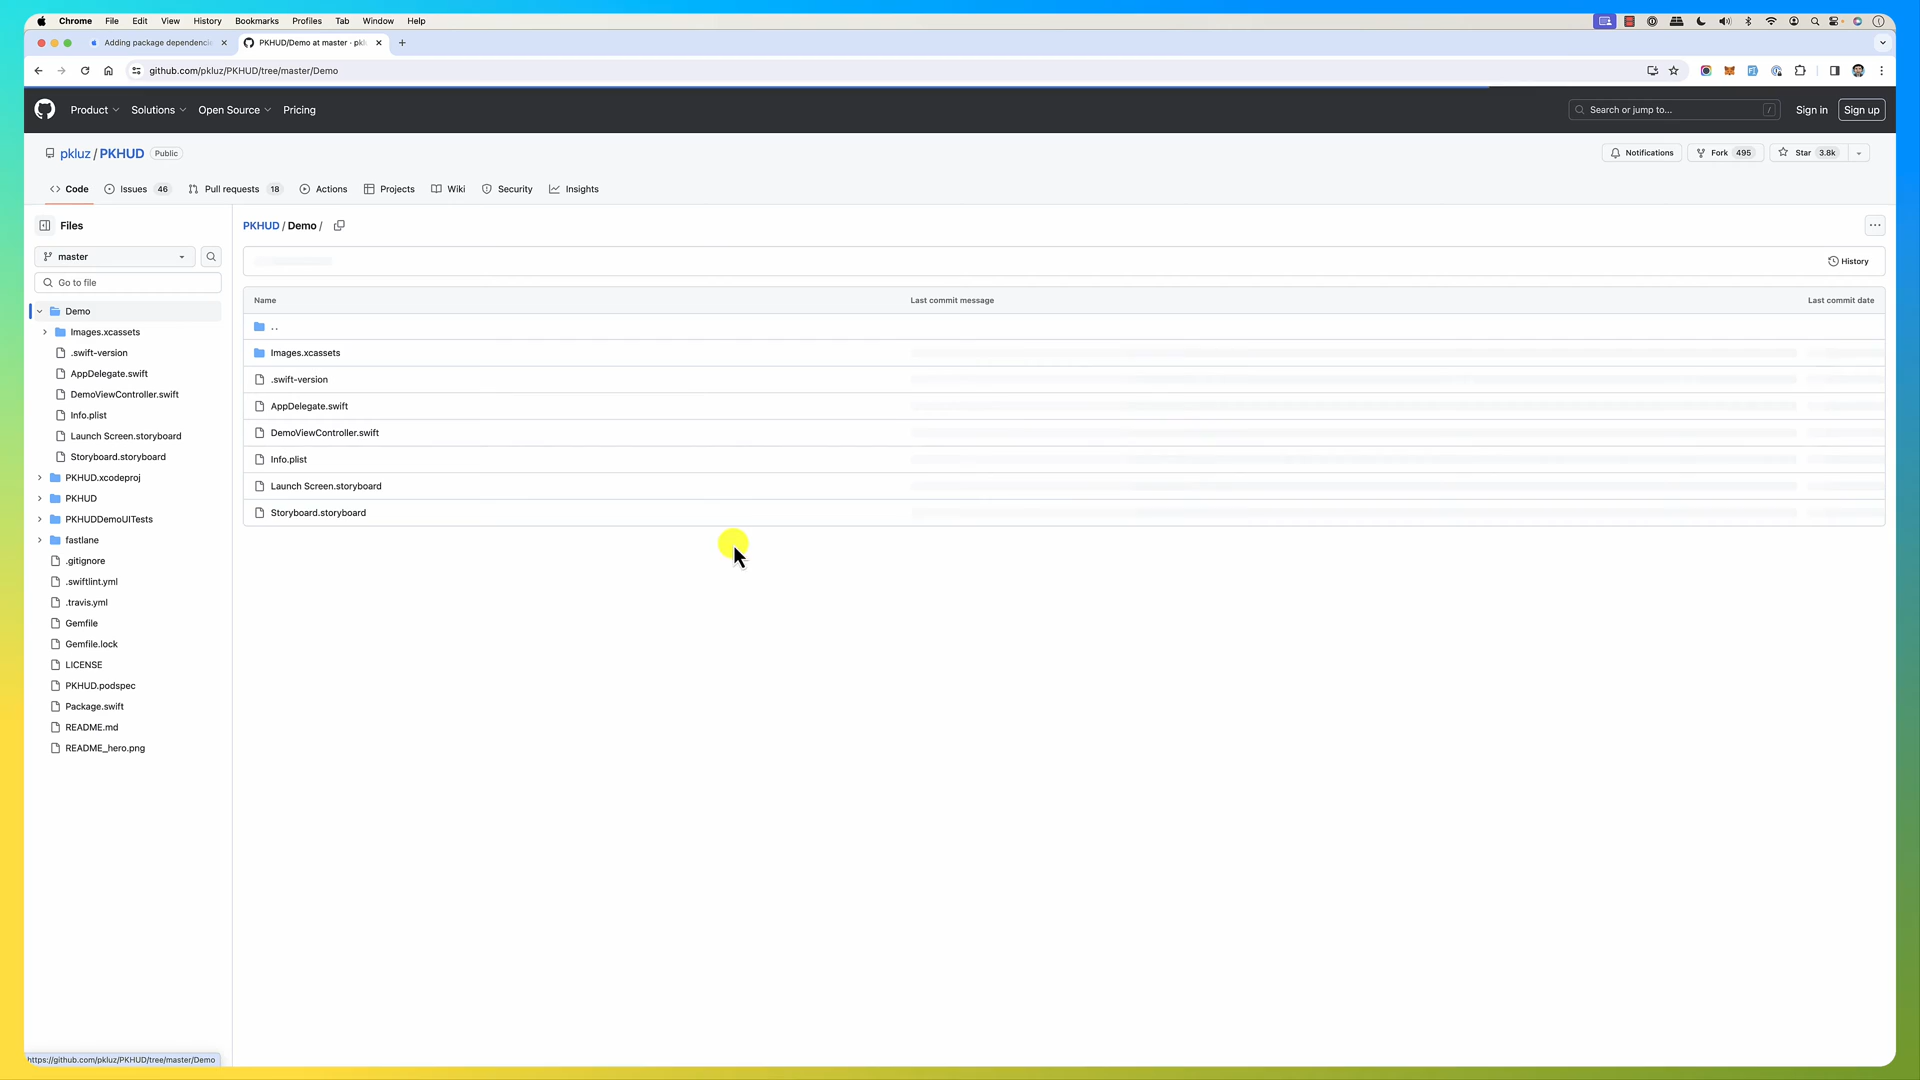 Chrome File Edit View History Bookmarks Profiles Tab Window Help
Adding package dependencie
PKHUD/Demo at master · pklu
github.com/pkluz/PKHUD/tree/master/Demo
Product Solutions Open Source Pricing
Search or jump to... /
Sign in
Sign up
pkluz / PKHUD Public
Notifications
Fork 495
Star 3.8k
Code Issues 46 Pull requests 18 Actions Projects Wiki Security Insights
Files
master
Go to file
Demo
Images.xcassets
.swift-version
AppDelegate.swift
DemoViewController.swift
Info.plist
Launch Screen.storyboard
Storyboard.storyboard
PKHUD.xcodeproj
PKHUD
PKHUDDemoUITests
fastlane
.gitignore
.swiftlint.yml
.travis.yml
Gemfile
Gemfile.lock
LICENSE
PKHUD.podspec
Package.swift
README.md
README_hero.png
PKHUD / Demo /
History
Name Last commit message Last commit date
..
Images.xcassets
.swift-version
AppDelegate.swift
DemoViewController.swift
Info.plist
Launch Screen.storyboard
Storyboard.storyboard
https://github.com/pkluz/PKHUD/tree/master/Demo